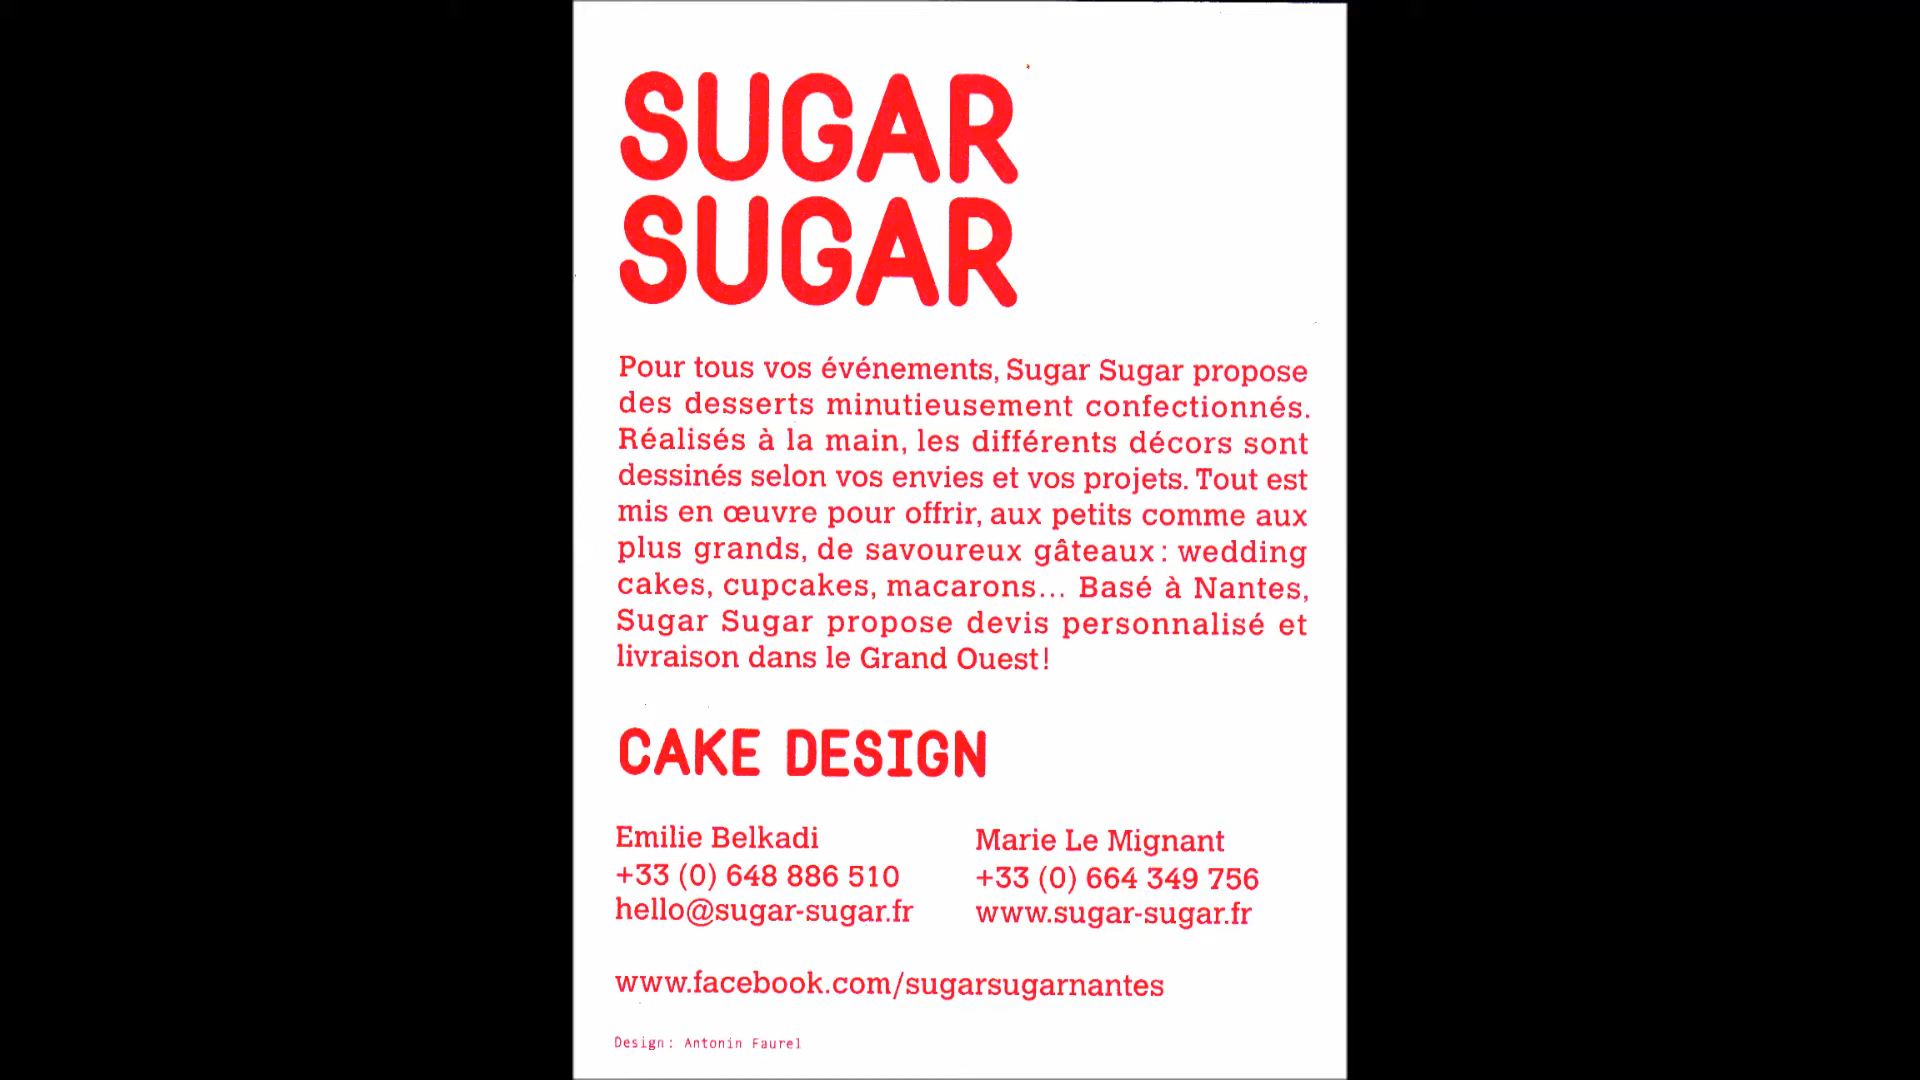 SUGAR
SUGAR
Pour tous vos événements, Sugar Sugar propose
des desserts minutieusement confectionnés.
Réalisés à la main, les différents décors sont
dessinés selon vos envies et vos projets. Tout est
mis en œuvre pour offrir, aux petits comme aux
plus grands, de savoureux gâteaux : wedding
cakes, cupcakes, macarons... Basé à Nantes,
Sugar Sugar propose devis personnalisé et
livraison dans le Grand Ouest !
CAKE DESIGN
Emilie Belkadi
+33 (0) 648 886 510
hello@sugar-sugar.fr
Marie Le Mignant
+33 (0) 664 349 756
www.sugar-sugar.fr
www.facebook.com/sugarsugarnantes
Design: Antonin Faurel